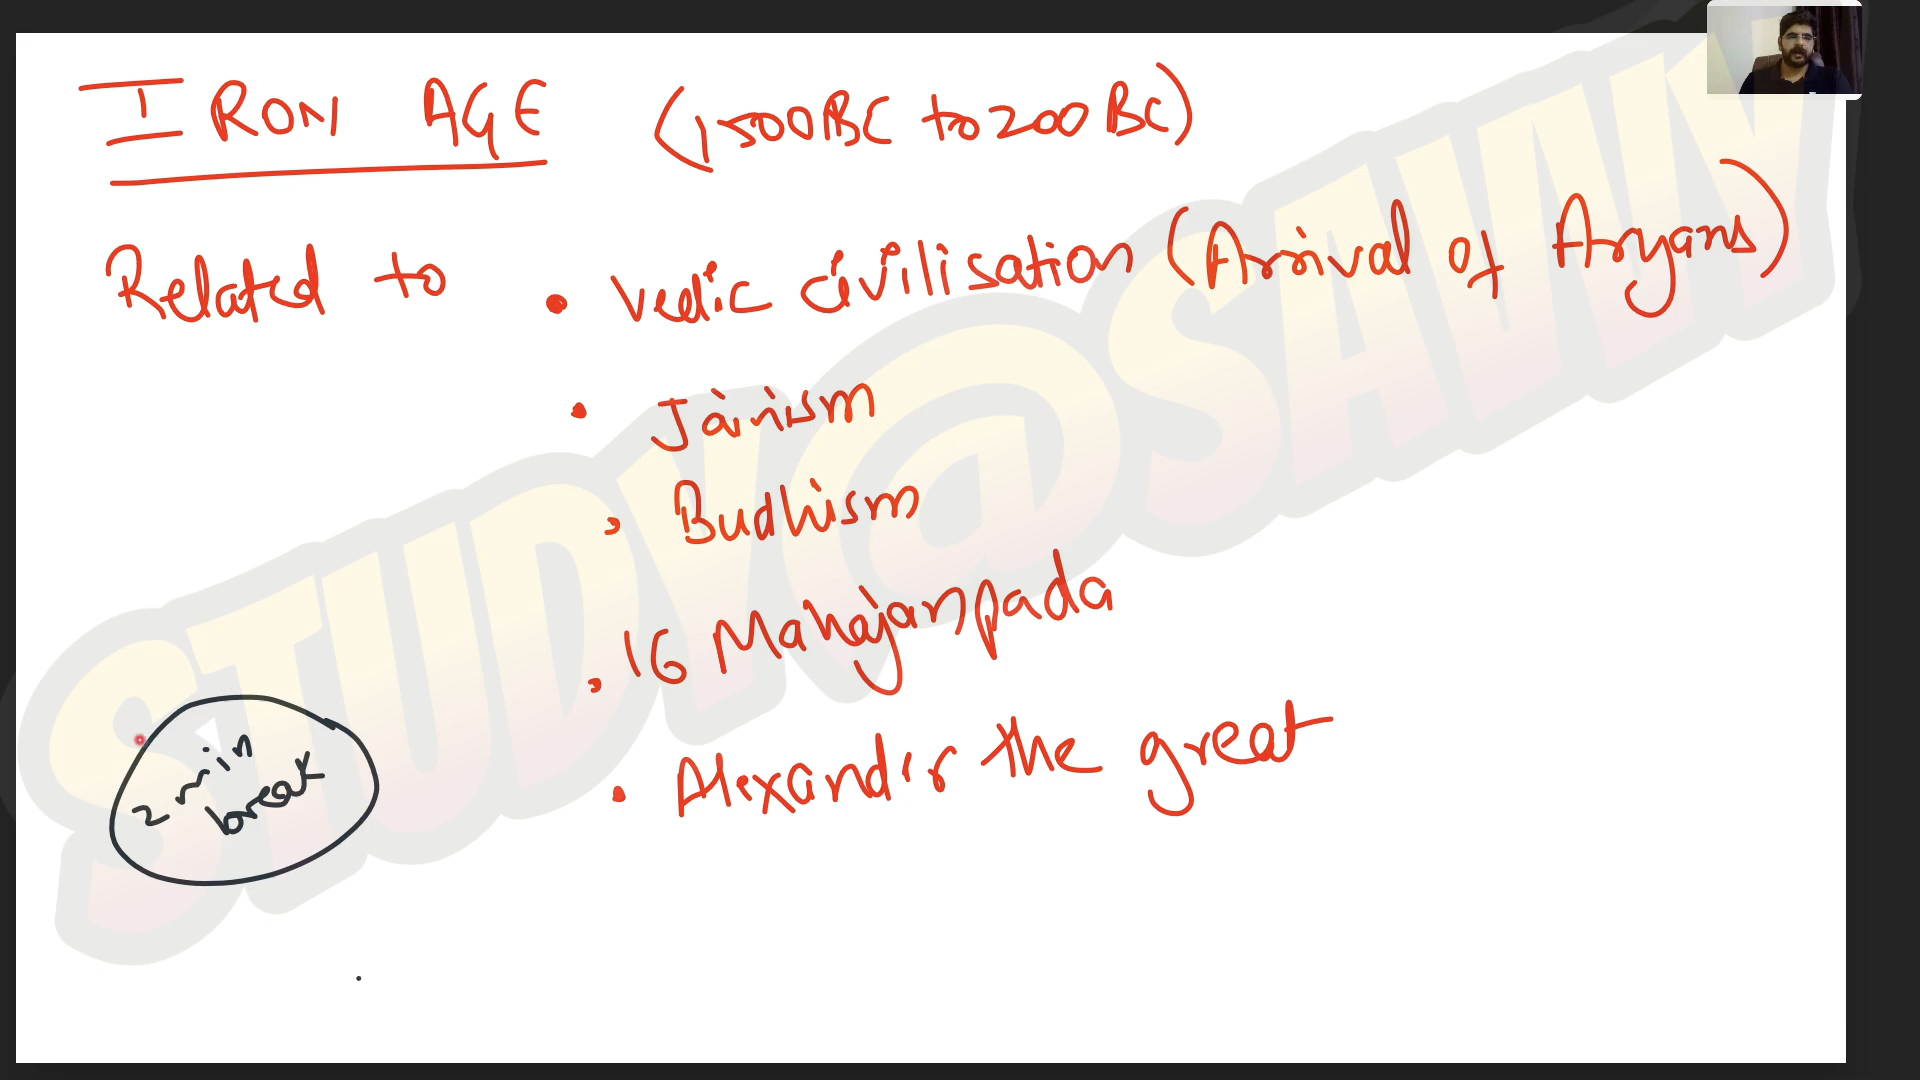 IRON AGE (1500BC to 200BC)
Related to • Vedic civilisation (Arrival of Aryans)
• Jainism
• Budhism
• 16 Mahajanpada
• Alexander the great
2 min
break
STUDY@SAVVY